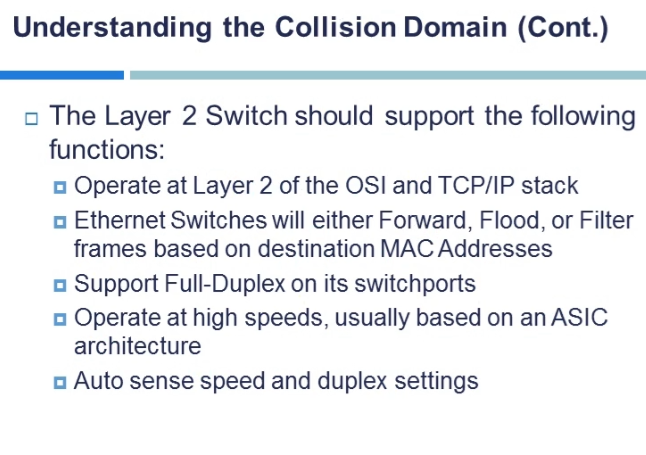 Understanding the Collision Domain (Cont.)
The Layer 2 Switch should support the following
functions:
Operate at Layer 2 of the OSI and TCP/IP stack
Ethernet Switches will either Forward, Flood, or Filter
frames based on destination MAC Addresses
Support Full-Duplex on its switchports
Operate at high speeds, usually based on an ASIC
architecture
Auto sense speed and duplex settings